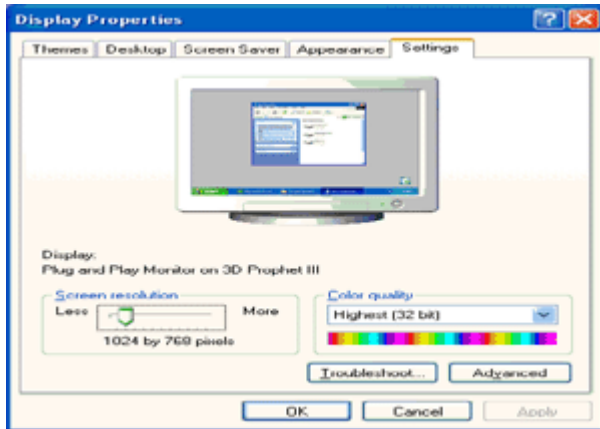 Display Properties
Themes Desktop Screen Saver Appearance Settings
Display:
Plug and Play Monitor on 3D Prophet III
Screen resolution
Less More
1024 by 768 pixels
Color quality
Highest (32 bit)
Troubleshoot... Advanced
OK Cancel Apply